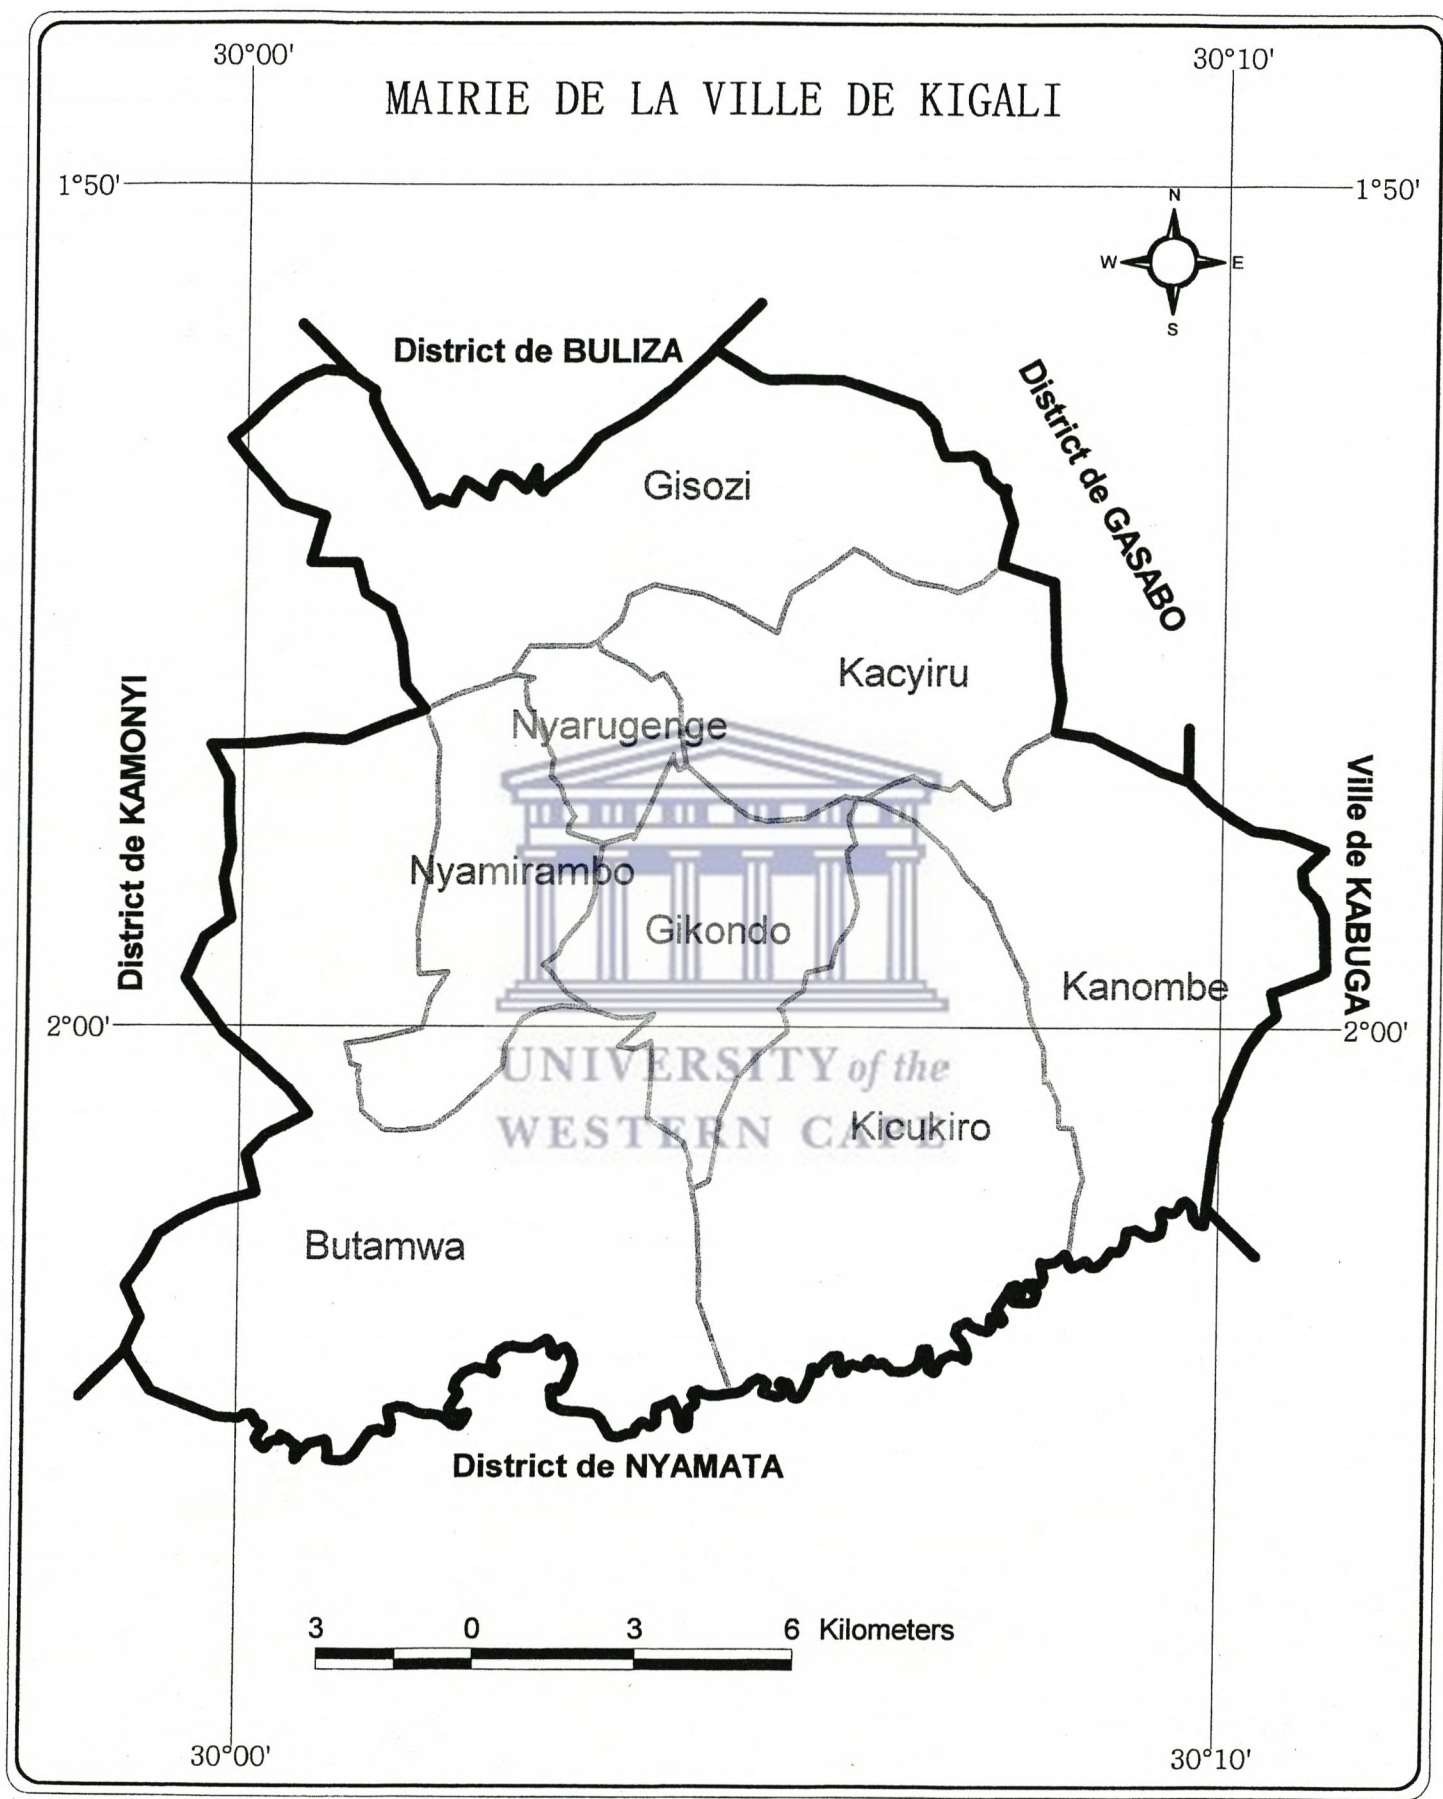 30°00'
30°10'
MAIRIE DE LA VILLE DE KIGALI
1°50'
1°50'
N
W
E
S
District de BULIZA
District de GASABO
Gisozi
Kacyiru
District de KAMONYI
Nyarugenge
Ville de KABUGA
Nyamirambo
Gikondo
Kanombe
2°00'
2°00'
UNIVERSITY of the
WESTERN CAPE
Kicukiro
Butamwa
District de NYAMATA
3 0 3 6 Kilometers
30°00'
30°10'